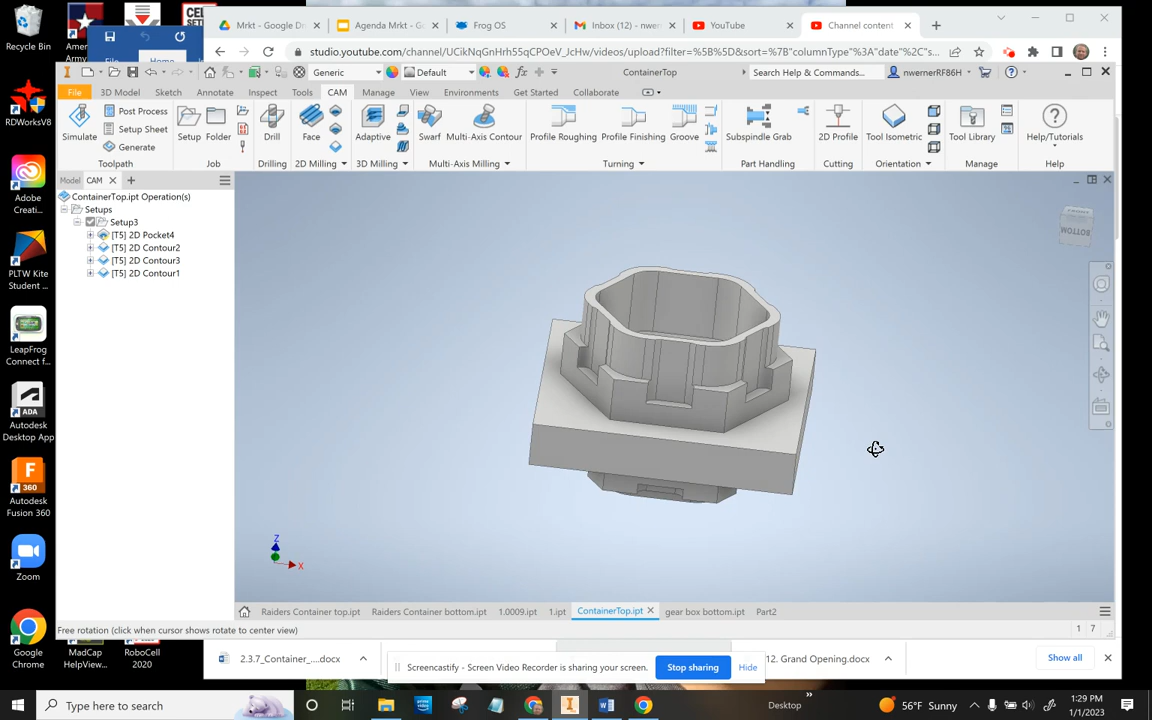 Mrkt - Google De
Agenda Mrkt - Go
Frog OS
Inbox (12) - nwern
YouTube
Channel content
studio.youtube.com/channel/UCikNqGnHrh55qCPOeV_JcHw/videos/upload?filter=%5B%5D&sort=%7B"columnType"%3A"date"%2C"s...
Generic
Default
ContainerTop
Search Help & Commands...
nwernerRF86H
File
3D Model
Sketch
Annotate
Inspect
Tools
CAM
Manage
View
Environments
Get Started
Collaborate
Simulate
Post Process
Setup Sheet
Generate
Setup
Folder
Drill
Face
Adaptive
Swarf
Multi-Axis Contour
Profile Roughing
Profile Finishing
Groove
Subspindle Grab
2D Profile
Tool Isometric
Tool Library
Help/Tutorials
Toolpath
Job
Drilling
2D Milling
3D Milling
Multi-Axis Milling
Turning
Part Handling
Cutting
Orientation
Manage
Help
Model
CAM
ContainerTop.ipt Operation(s)
Setups
Setup3
[T5] 2D Pocket4
[T5] 2D Contour2
[T5] 2D Contour3
[T5] 2D Contour1
BOTTOM
Z
X
Raiders Container top.ipt
Raiders Container bottom.ipt
1.0009.ipt
1.ipt
ContainerTop.ipt
gear box bottom.ipt
Part2
Free rotation (click when cursor shows rotate to center view)
1 7
2.3.7_Container_....docx
Screencastify - Screen Video Recorder is sharing your screen.
Stop sharing
Hide
12. Grand Opening.docx
Show all
Recycle Bin
RDWorksV8
Adobe
Creati...
PLTW Kite
Student ...
LeapFrog
Connect f...
Autodesk
Desktop App
Autodesk
Fusion 360
Zoom
Google
Chrome
MadCap
HelpView...
RoboCell
2020
Type here to search
Desktop
56°F Sunny
1:29 PM
1/1/2023